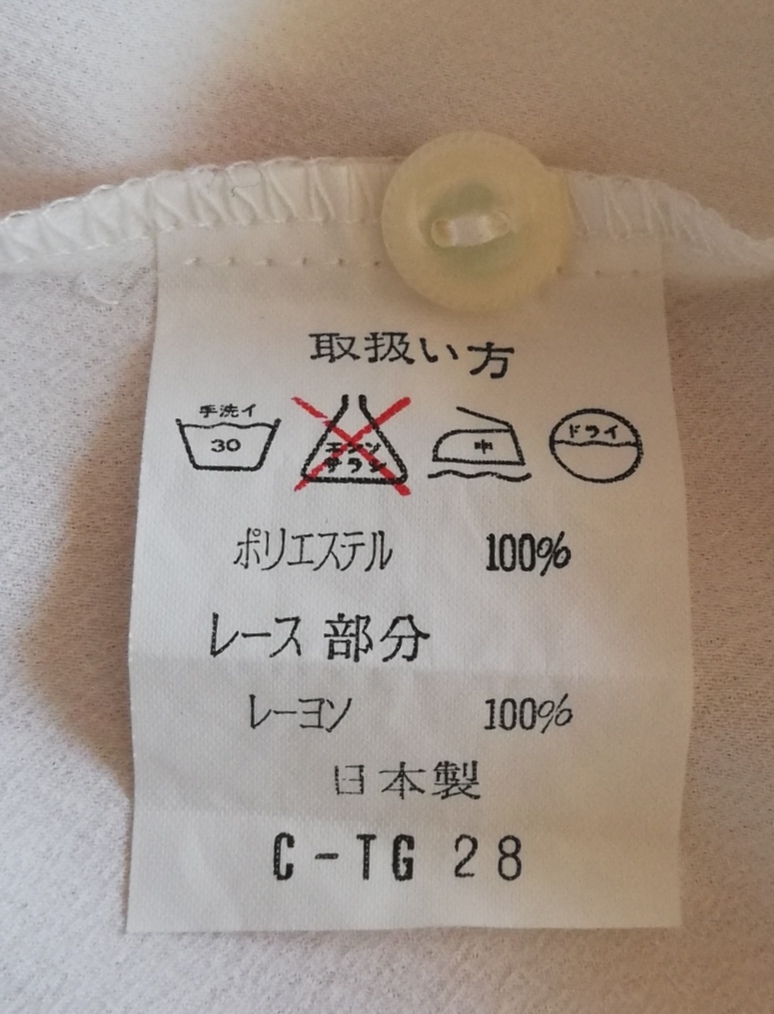 取扱い方
手洗イ
30 エンソ 中 ドライ
サラシ
ポリエステル 100%
レース部分
レーヨン 100%
日本製
C-TG 28